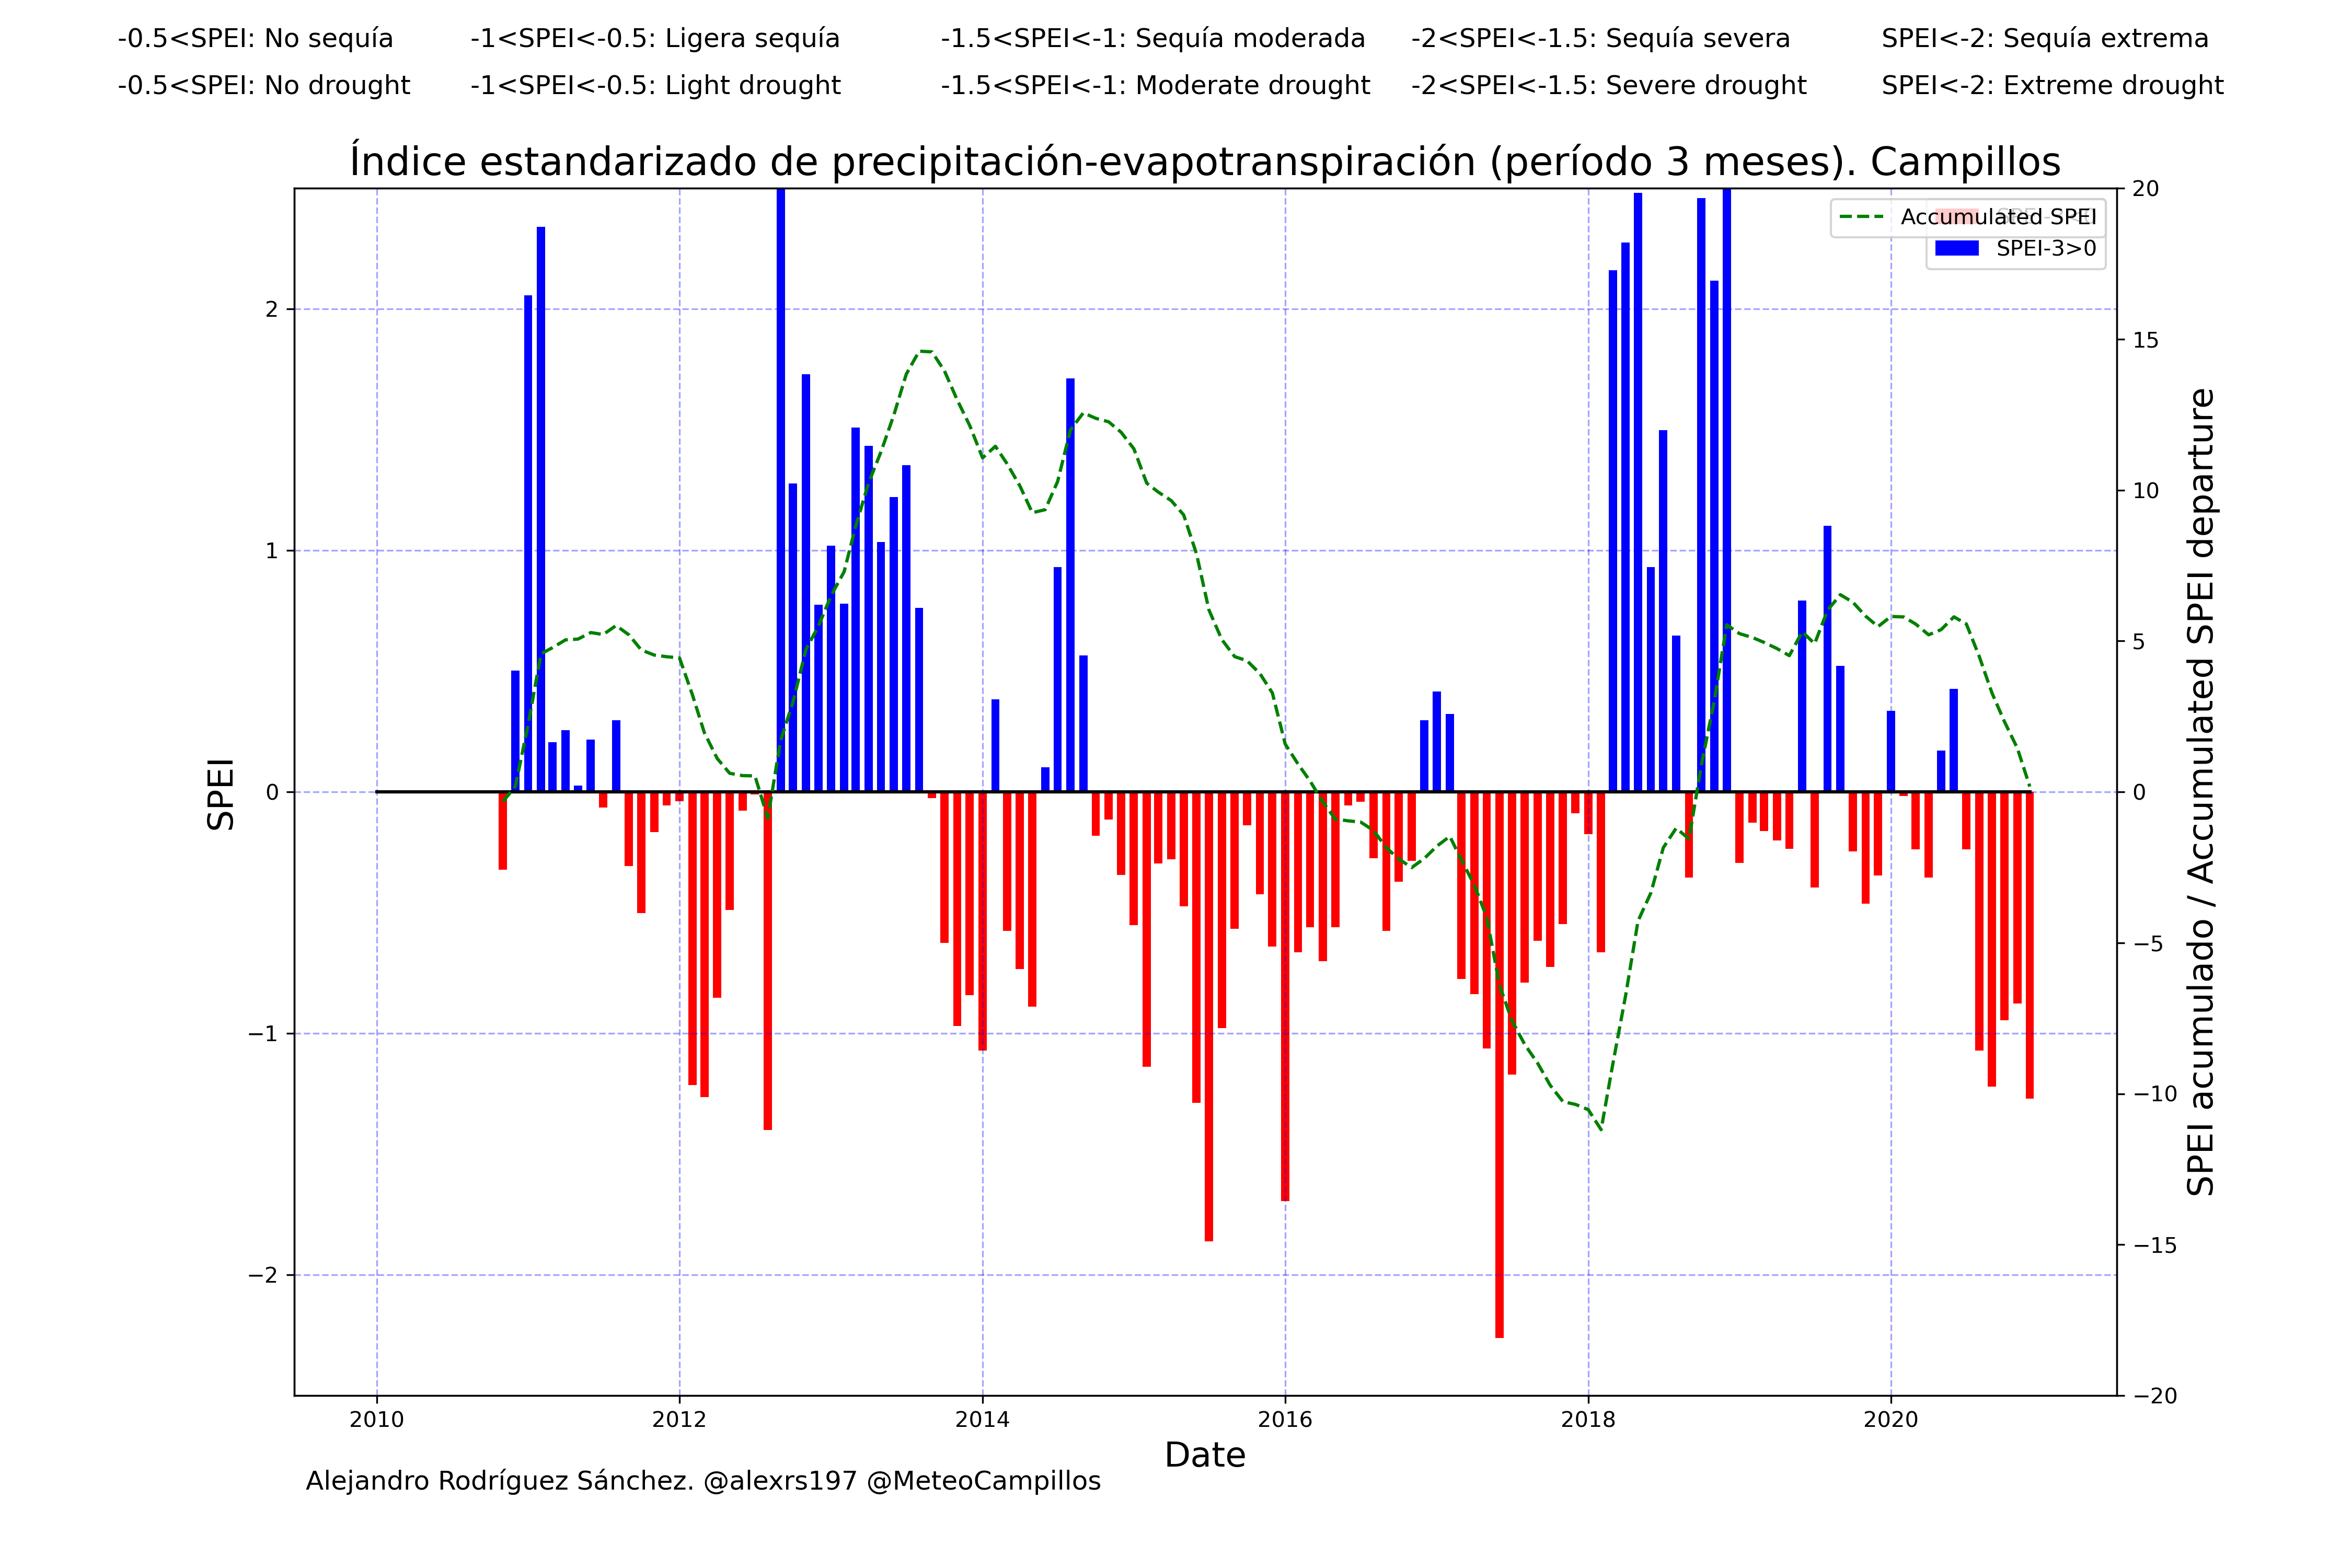 -0.5<SPEI: No sequía -1<SPEI<-0.5: Ligera sequía -1.5<SPEI<-1: Sequía moderada -2<SPEI<-1.5: Sequía severa SPEI<-2: Sequía extrema
-0.5<SPEI: No drought -1<SPEI<-0.5: Light drought -1.5<SPEI<-1: Moderate drought -2<SPEI<-1.5: Severe drought SPEI<-2: Extreme drought
Índice estandarizado de precipitación-evapotranspiración (período 3 meses). Campillos
Accumulated SPEI
SPEI-3>0
SPEI
2
1
0
−1
−2
20
15
10
5
0
−5
−10
−15
−20
SPEI acumulado / Accumulated SPEI departure
2010 2012 2014 2016 2018 2020
Date
Alejandro Rodríguez Sánchez. @alexrs197 @MeteoCampillos